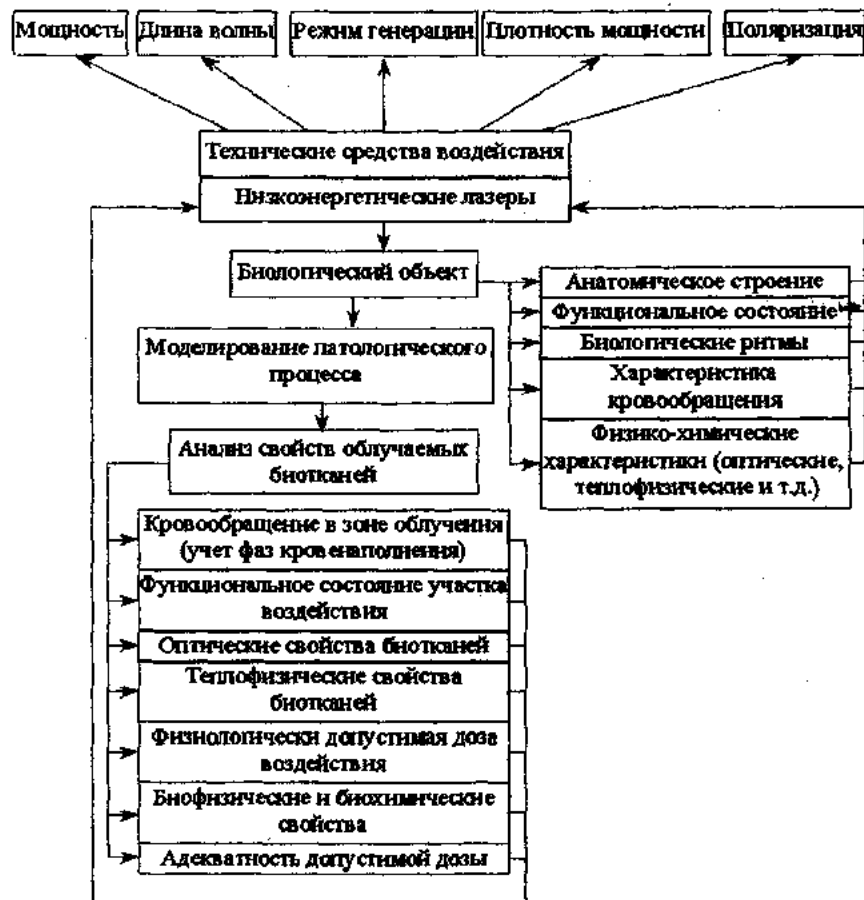 Мощность
Длина волны
Режим генерации
Плотность мощности
Поляризация
Технические средства воздействия
Низкоэнергетические лазеры
Биологический объект
Анатомическое строение
Функциональное состояние
Биологические ритмы
Характеристика
кровообращения
Физико-химические
характеристики (оптические,
теплофизические и т.д.)
Моделирование патологического
процесса
Анализ свойств облучаемых
биотканей
Кровообращение в зоне облучения
(учет фаз кровенаполнения)
Функциональное состояние участка
воздействия
Оптические свойства биотканей
Теплофизические свойства
биотканей
Физиологически допустимая доза
воздействия
Биофизические и биохимические
свойства
Адекватность допустимой дозы